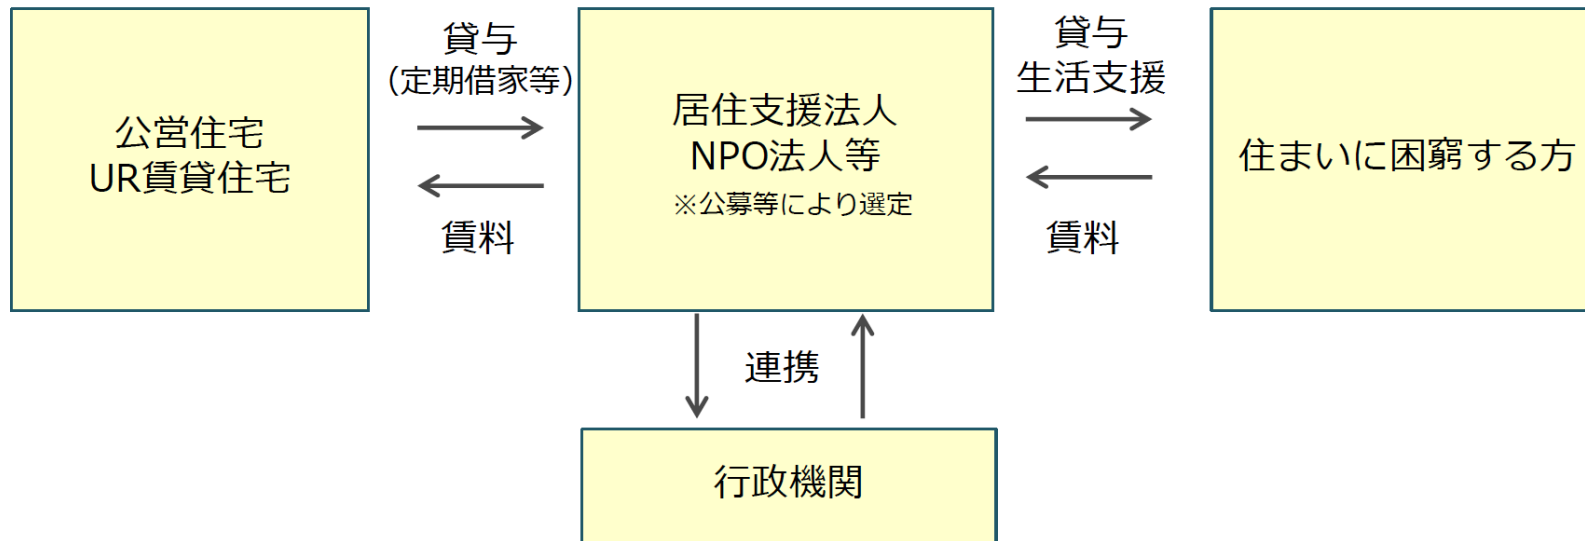 公営住宅
UR賃貸住宅
貸与
(定期借家等)
賃料
居住支援法人
NPO法人等
※公募等により選定
貸与
生活支援
賃料
住まいに困窮する方
連携
行政機関